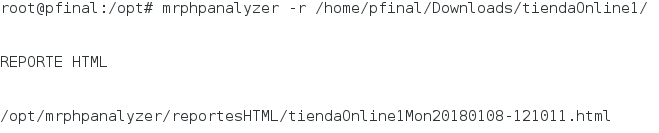 root@pfinal:/opt# mrphpanalyzer -r /home/pfinal/Downloads/tiendaOnline1/
REPORTE HTML
/opt/mrphpanalyzer/reportesHTML/tiendaOnline1Mon20180108-121011.html